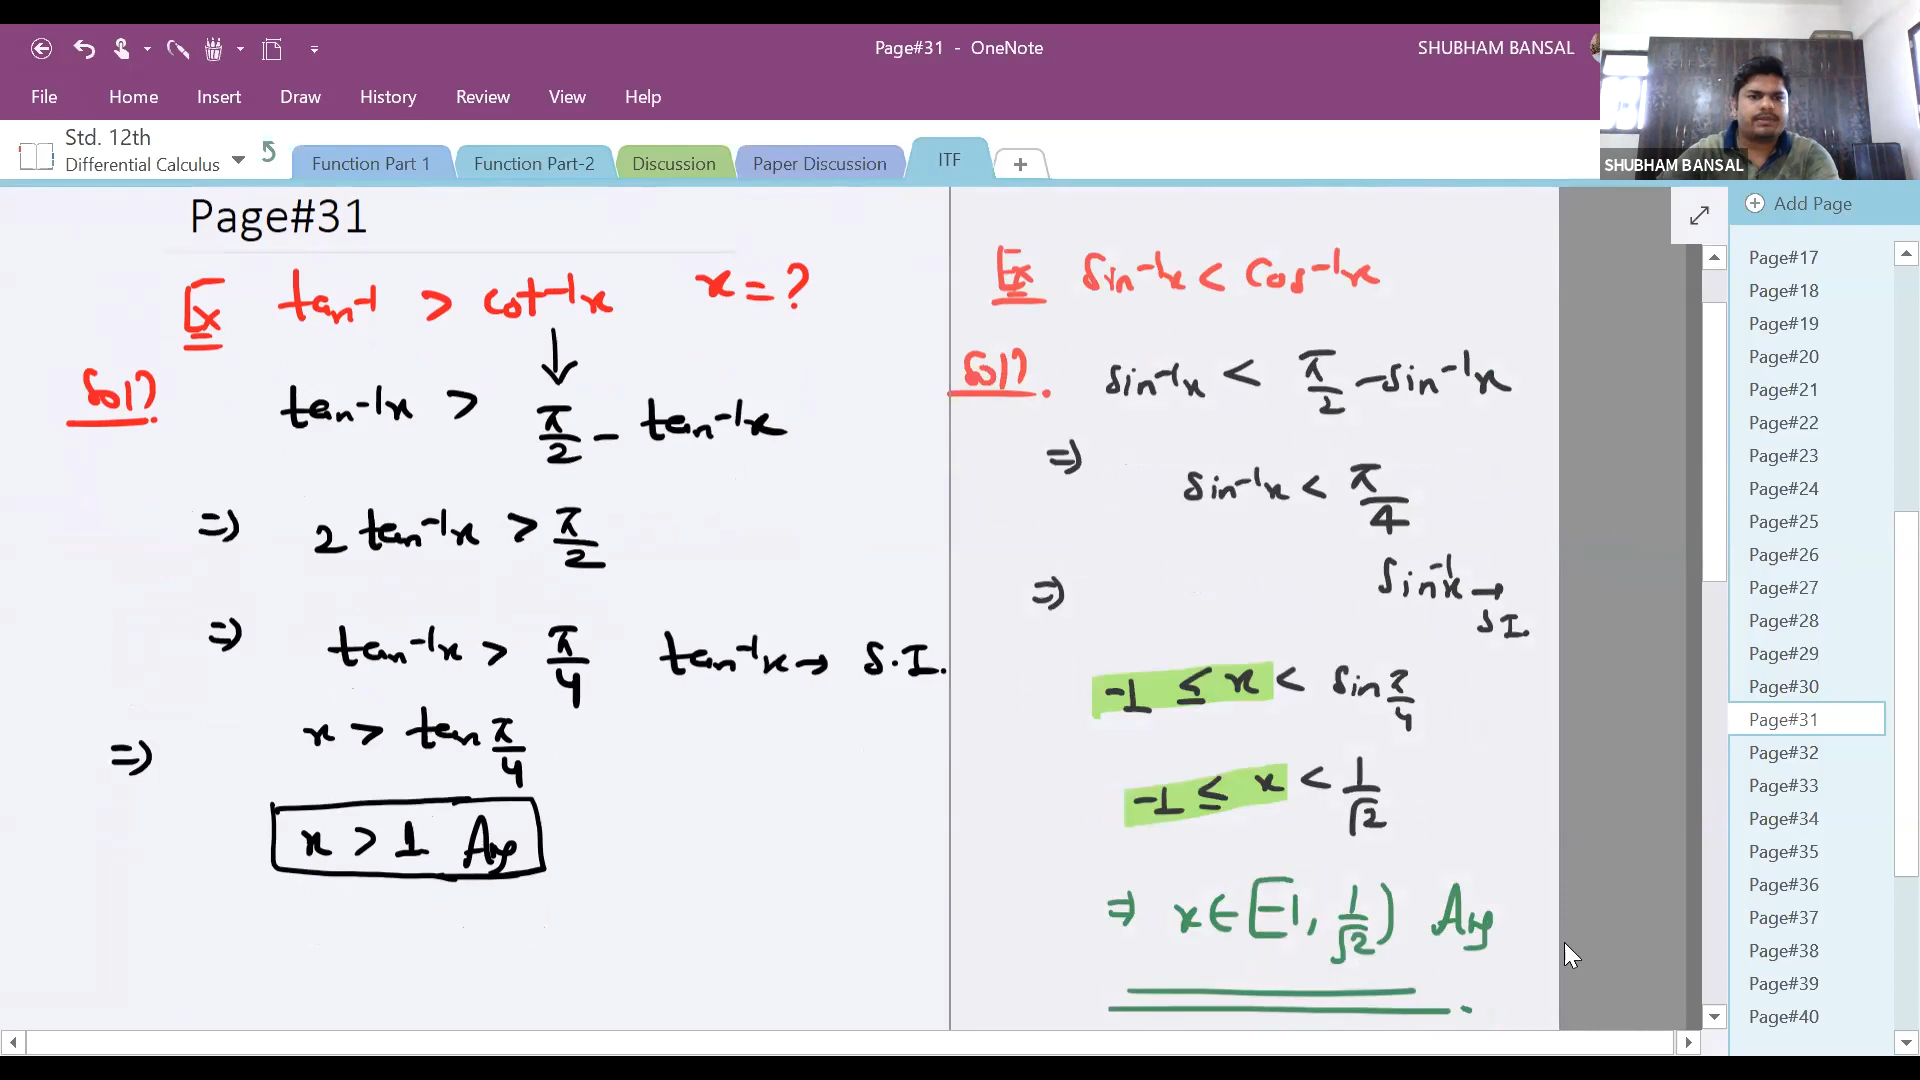 Page#31 - OneNote
SHUBHAM BANSAL
File Home Insert Draw History Review View Help
SHUBHAM BANSAL
Std. 12th
Differential Calculus
Function Part 1
Function Part-2
Discussion
Paper Discussion
ITF
+
Add Page
Page#31
Ex tan⁻¹ > cot⁻¹x x = ?
Sol?
tan⁻¹x > π/2 - tan⁻¹x
⇒ 2 tan⁻¹x > π/2
⇒ tan⁻¹x > π/4 tan⁻¹x → S.I.
⇒ x > tan π/4
x > 1 Ans
Ex sin⁻¹x < cos⁻¹x
Sol?.
sin⁻¹x < π/2 - sin⁻¹x
⇒ sin⁻¹x < π/4
⇒ sin⁻¹x → SI.
-1 ≤ x < sin π/4
-1 ≤ x < 1/√2
⇒ x ∈ [-1, 1/√2) Ans
Page#17
Page#18
Page#19
Page#20
Page#21
Page#22
Page#23
Page#24
Page#25
Page#26
Page#27
Page#28
Page#29
Page#30
Page#31
Page#32
Page#33
Page#34
Page#35
Page#36
Page#37
Page#38
Page#39
Page#40